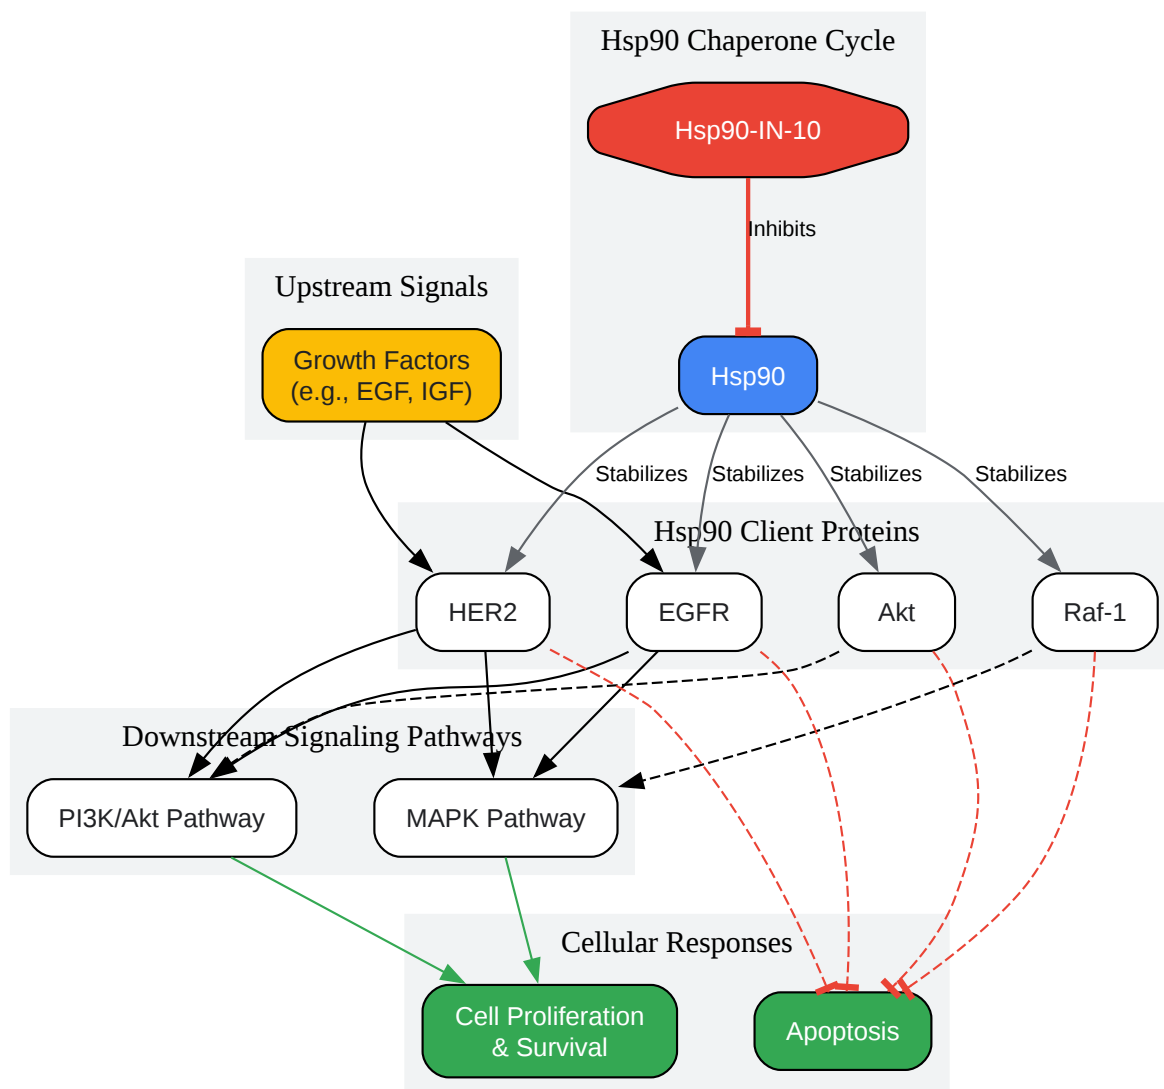 Hsp90 Chaperone Cycle
Hsp90-IN-10
Inhibits
Upstream Signals
Growth Factors
(e.g., EGF, IGF)
Hsp90
Stabilizes
Stabilizes
Stabilizes
Stabilizes
Hsp90 Client Proteins
HER2
EGFR
Akt
Raf-1
Downstream Signaling Pathways
PI3K/Akt Pathway
MAPK Pathway
Cellular Responses
Cell Proliferation
& Survival
Apoptosis